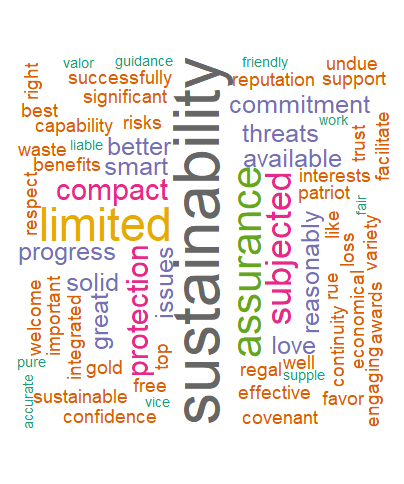 valor
guidance
friendly
undue
right
successfully
reputation
support
significant
commitment
best
capability
risks
threats
work
trust
facilitate
waste
liable
better
available
benefits
smart
interests
respect
compact
patriot
fair
sustainability
assurance
subjected
limited
reasonably
like
loss
variety
progress
protection
issues
solid
great
welcome
important
integrated
love
continuity
rue
economical
awards
engaging
pure
gold
top
regal
well
supple
accurate
sustainable
free
vice
effective
favor
confidence
covenant